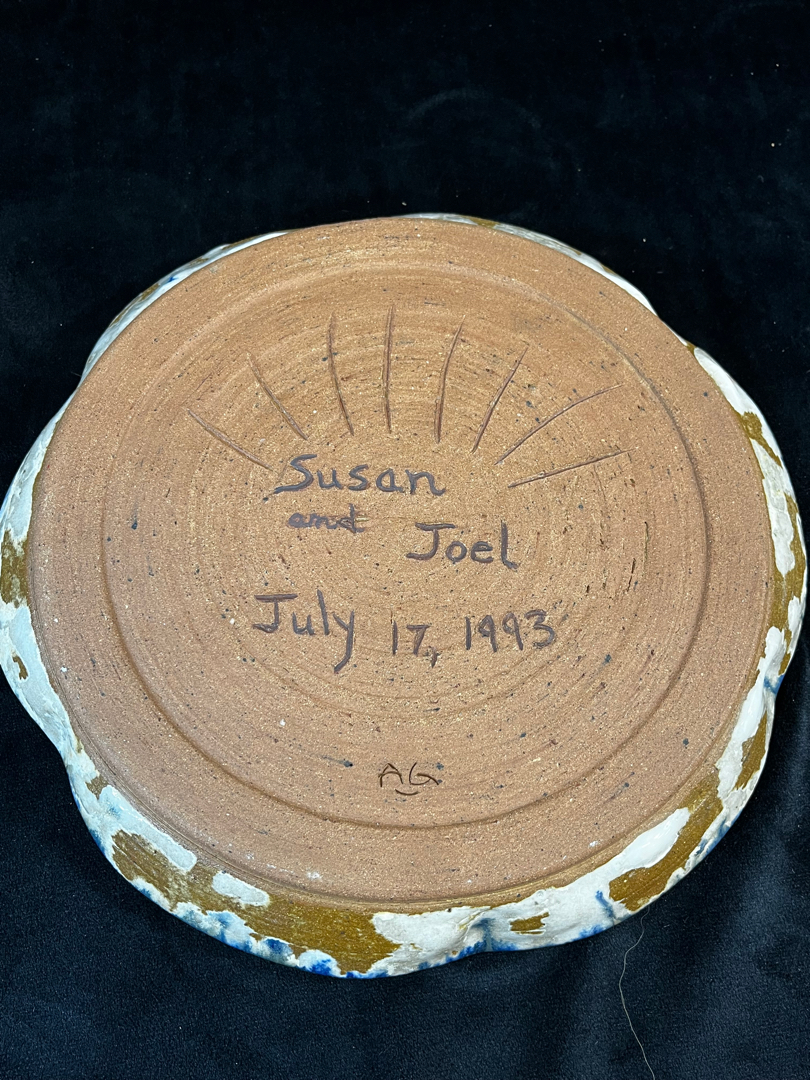 Susan
and Joel
July 17, 1993
AG